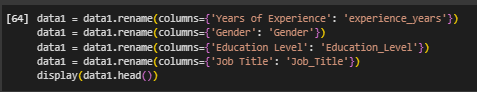 [64] data1 = data1.rename(columns={'Years of Experience': 'experience_years'})
data1 = data1.rename(columns={'Gender': 'Gender'})
data1 = data1.rename(columns={'Education Level': 'Education_Level'})
data1 = data1.rename(columns={'Job Title': 'Job_Title'})
display(data1.head())